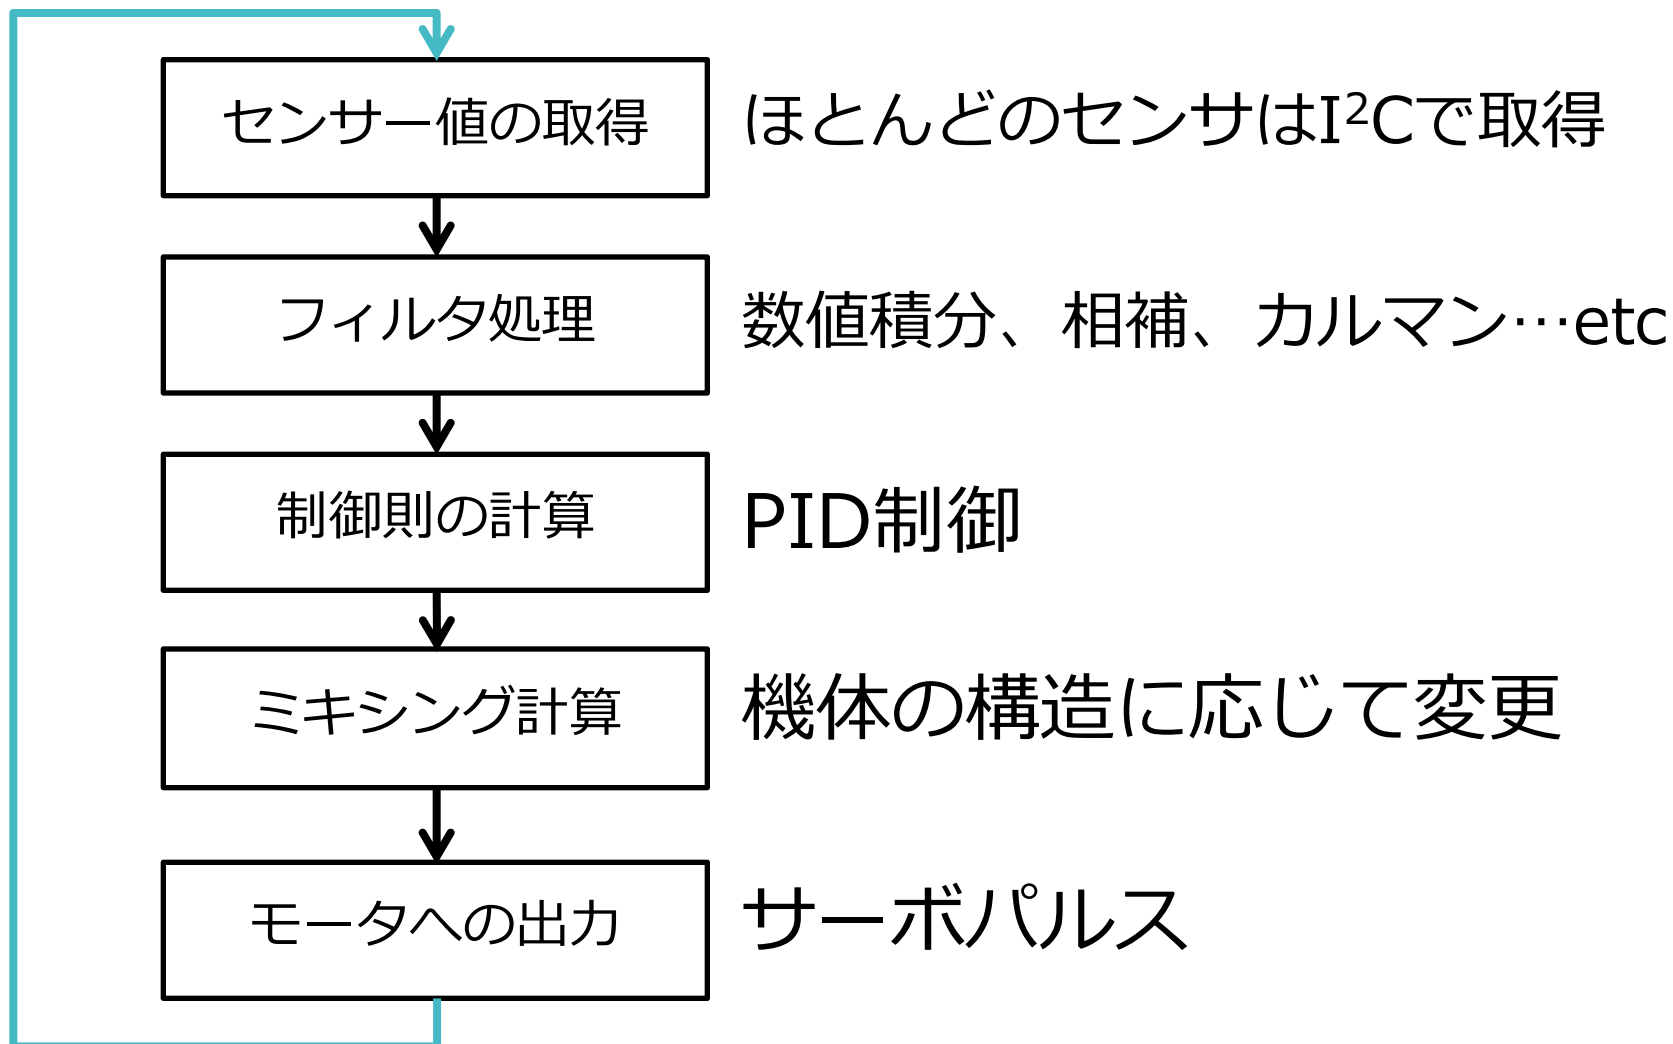 センサー値の取得
ほとんどのセンサはI²Cで取得
フィルタ処理
数値積分、相補、カルマン…etc
制御則の計算
PID制御
ミキシング計算
機体の構造に応じて変更
モータへの出力
サーボパルス